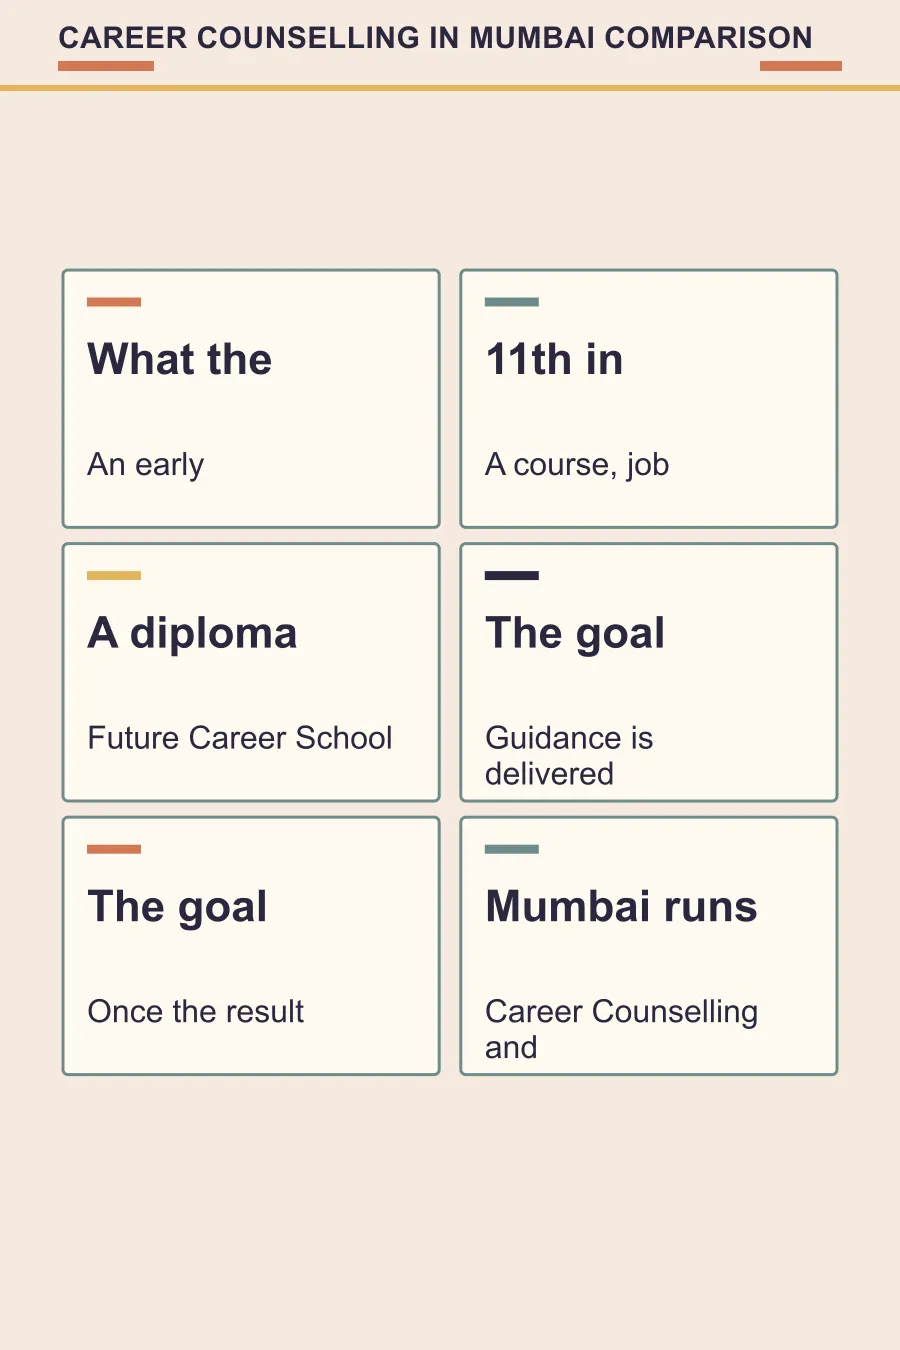 CAREER COUNSELLING IN MUMBAI COMPARISON
What the
An early
11th in
A course, job
A diploma
Future Career School
The goal
Guidance is
delivered
The goal
Once the result
Mumbai runs
Career Counselling
and